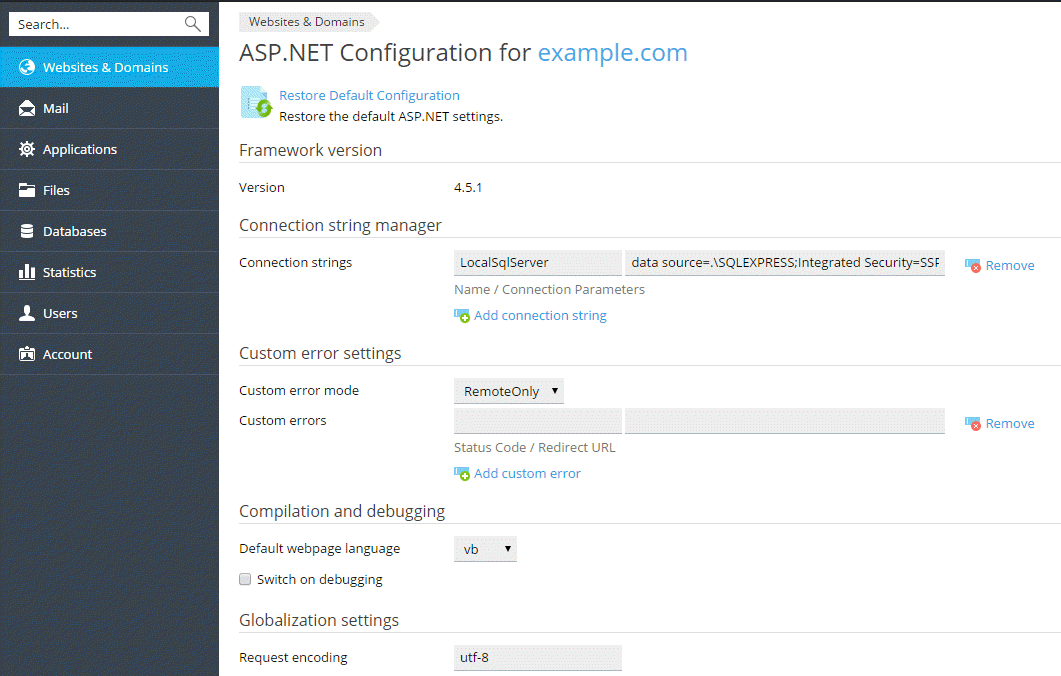 Search...
Websites & Domains
Mail
Applications
Files
Databases
Statistics
Users
Account
Websites & Domains
ASP.NET Configuration for example.com
Restore Default Configuration
Restore the default ASP.NET settings.
Framework version
Version 4.5.1
Connection string manager
Connection strings LocalSqlServer data source=.\SQLEXPRESS;Integrated Security=SSF Remove
Name / Connection Parameters
Add connection string
Custom error settings
Custom error mode RemoteOnly
Custom errors Remove
Status Code / Redirect URL
Add custom error
Compilation and debugging
Default webpage language vb
Switch on debugging
Globalization settings
Request encoding utf-8